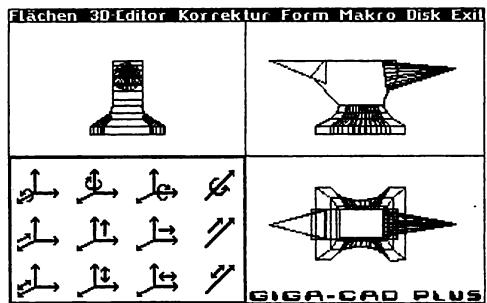 Flächen 3D-Editor Korrektur Form Makro Disk Exit
GIGA-CAD PLUS